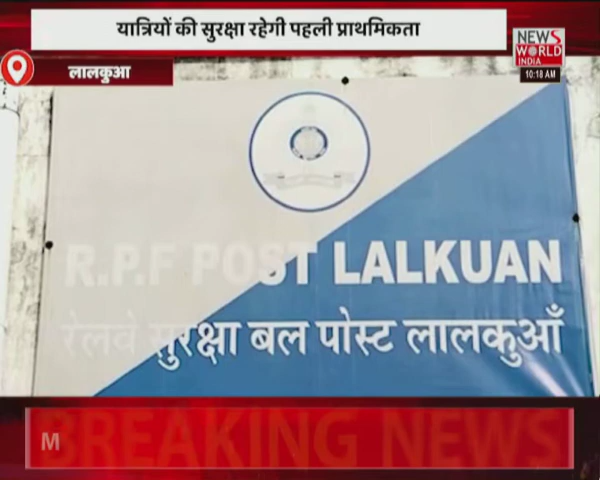 यात्रियों की सुरक्षा रहेगी पहली प्राथमिकता
NEWS
WORLD
INDIA
10:18 AM
लालकुआ
R.P.F POST LALKUAN
रेलवे सुरक्षा बल पोस्ट लालकुआँ
BREAKING NEWS
M